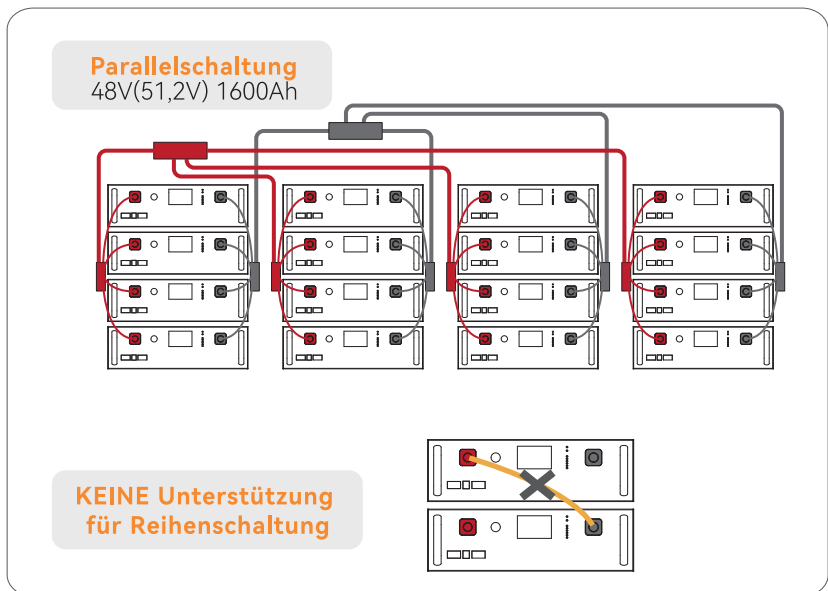 Parallelschaltung
48V(51,2V) 1600Ah
KEINE Unterstützung
für Reihenschaltung